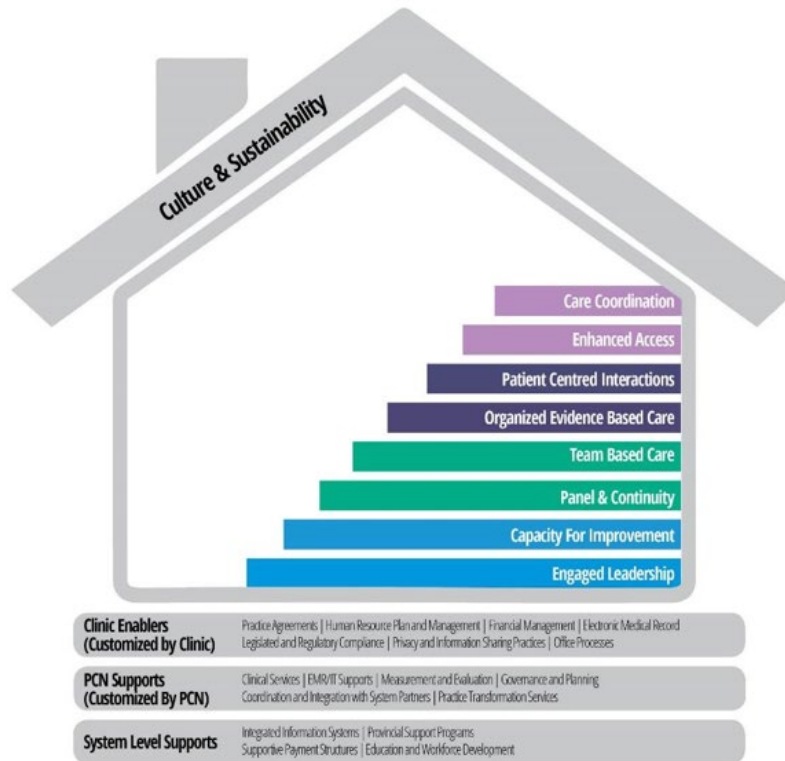 Culture & Sustainability
Care Coordination
Enhanced Access
Patient Centred Interactions
Organized Evidence Based Care
Team Based Care
Panel & Continuity
Capacity For Improvement
Engaged Leadership
Clinic Enablers
(Customized by Clinic)
Practice Agreements | Human Resource Plan and Management | Financial Management | Electronic Medical Record
Legislated and Regulatory Compliance | Privacy and Information Sharing Practices | Office Processes
PCN Supports
(Customized By PCN)
Clinical Services | EMR/IT Supports | Measurement and Evaluation | Governance and Planning
Coordination and Integration with System Partners | Practice Transformation Services
System Level Supports
Integrated Information Systems | Provincial Support Programs
Supportive Payment Structures | Education and Workforce Development